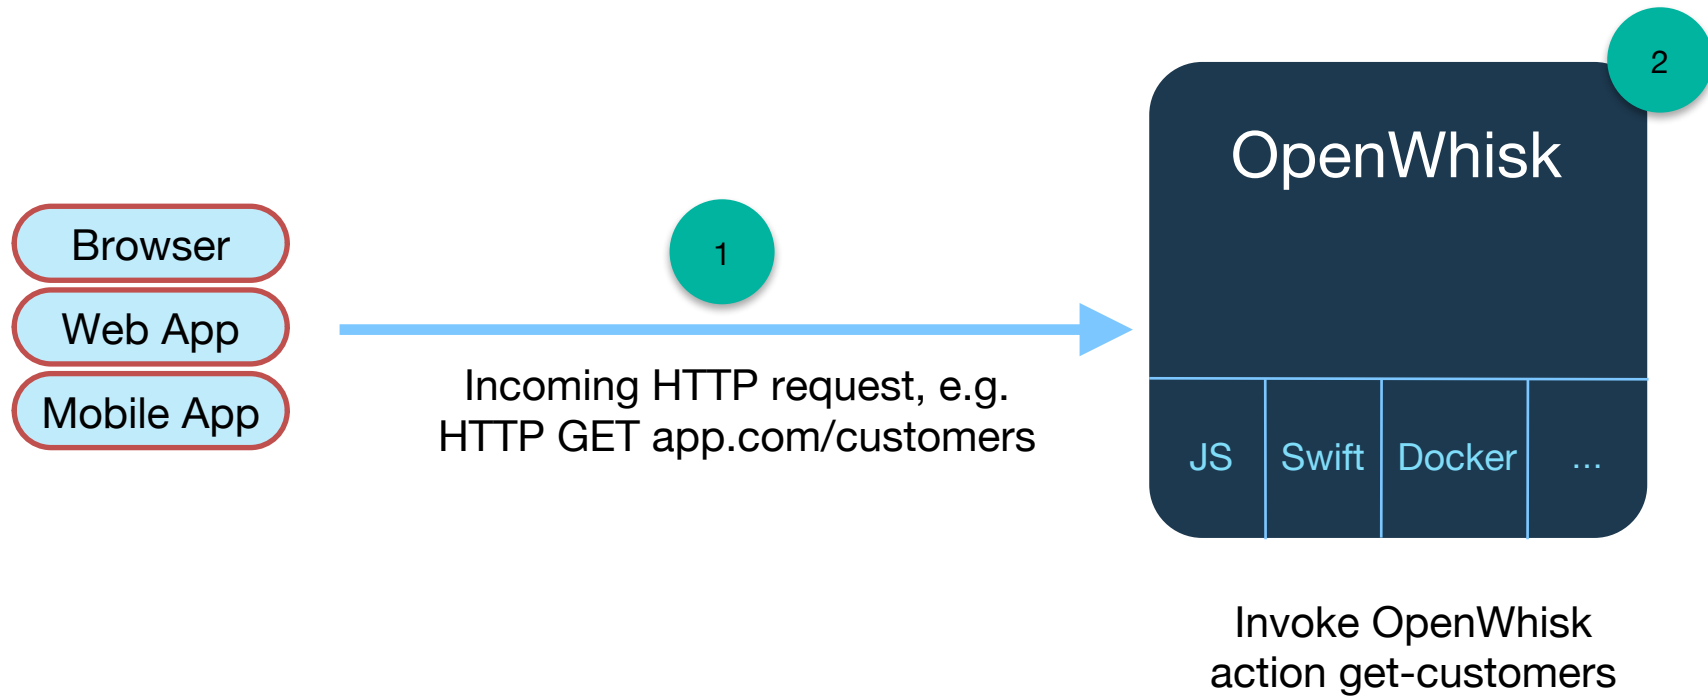 2
OpenWhisk
Browser
1
Web App
Mobile App
Incoming HTTP request, e.g.
HTTP GET app.com/customers
JS
Swift
Docker
...
Invoke OpenWhisk
action get-customers